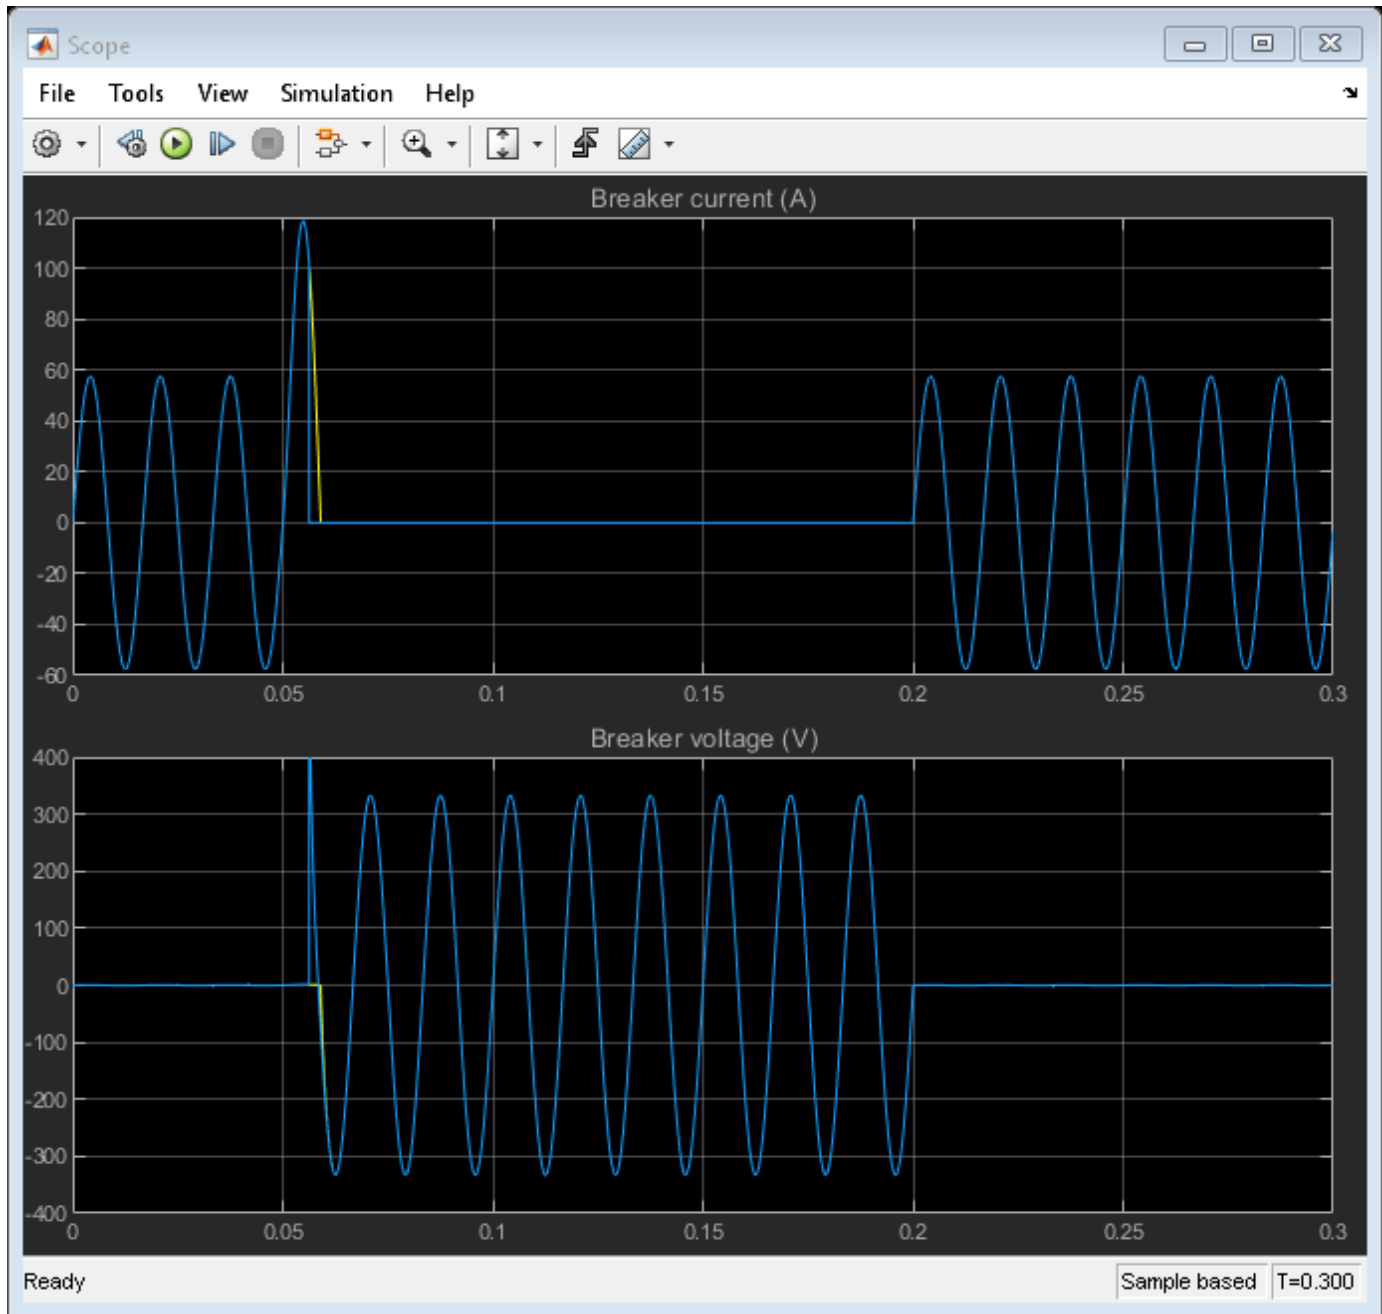 Scope
File Tools View Simulation Help
Breaker current (A)
120
100
80
60
40
20
0
-20
-40
-60
0 0.05 0.1 0.15 0.2 0.25 0.3
Breaker voltage (V)
400
300
200
100
0
-100
-200
-300
-400
0 0.05 0.1 0.15 0.2 0.25 0.3
Ready Sample based T=0.300